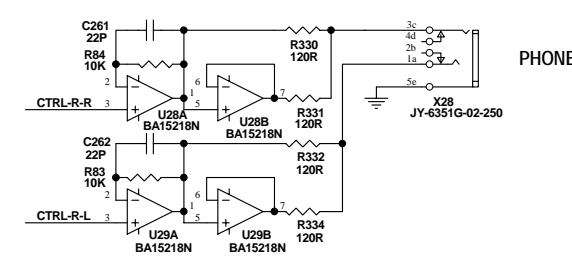 C261
22P
R84
10K
2
3
1
CTRL-R-R
U28A
BA15218N
6
5
7
U28B
BA15218N
R330
120R
R331
120R
3c
4d
2b
1a
5e
X28
JY-6351G-02-250
PHONE
C262
22P
R83
10K
2
3
1
CTRL-R-L
U29A
BA15218N
6
5
7
U29B
BA15218N
R332
120R
R334
120R